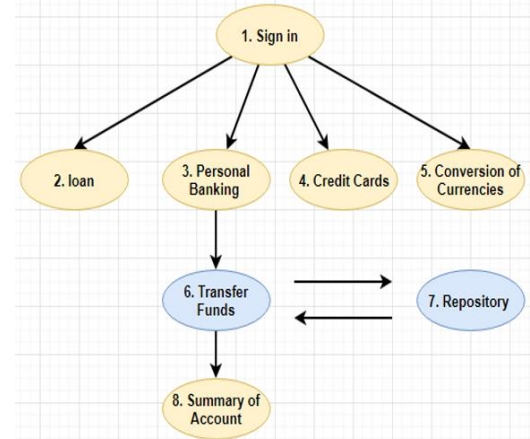 1. Sign in
2. loan
3. Personal
Banking
4. Credit Cards
5. Conversion of
Currencies
6. Transfer
Funds
7. Repository
8. Summary of
Account